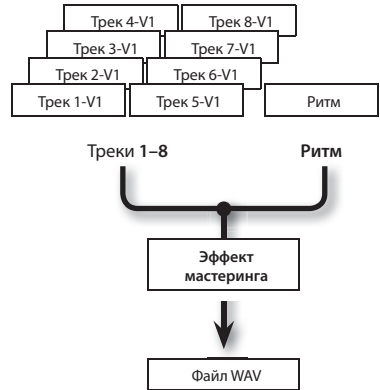 Трек 4-V1 Трек 8-V1
Трек 3-V1 Трек 7-V1
Трек 2-V1 Трек 6-V1
Трек 1-V1 Трек 5-V1 Ритм
Треки 1–8 Ритм
Эффект
мастеринга
Файл WAV